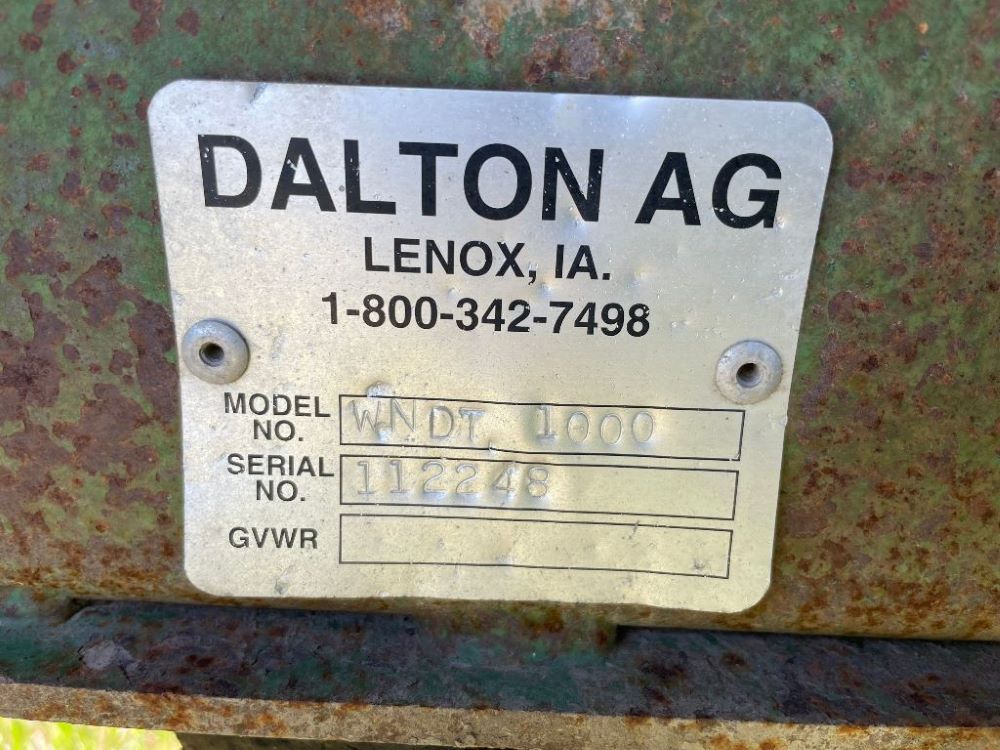 DALTON AG
LENOX, IA.
1-800-342-7498
MODEL NO. WNDT 1000
SERIAL NO. 112248
GVWR